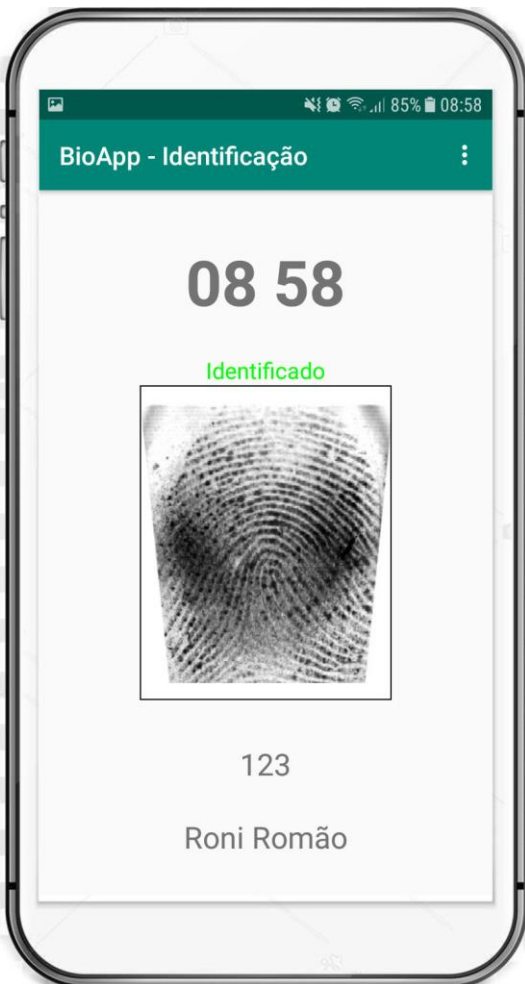 85% 08:58
BioApp - Identificação
08 58
Identificado
123
Roni Romão